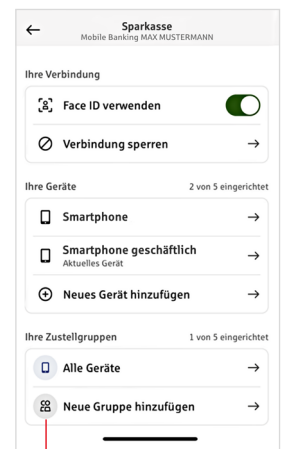 Sparkasse
Mobile Banking MAX MUSTERMANN
Ihre Verbindung
Face ID verwenden
Verbindung sperren
Ihre Geräte 2 von 5 eingerichtet
Smartphone
Smartphone geschäftlich
Aktuelles Gerät
Neues Gerät hinzufügen
Ihre Zustellgruppen 1 von 5 eingerichtet
Alle Geräte
Neue Gruppe hinzufügen